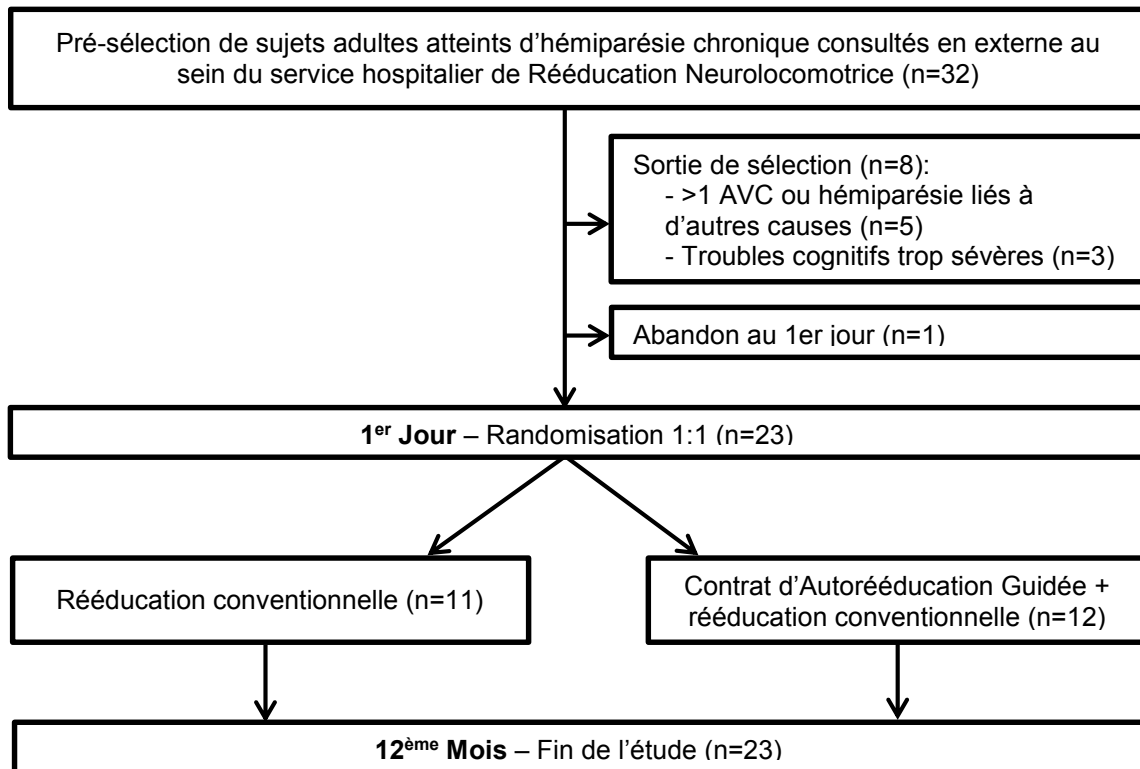 Pré-sélection de sujets adultes atteints d’hémiparésie chronique consultés en externe au
sein du service hospitalier de Rééducation Neurolocomotrice (n=32)
Sortie de sélection (n=8):
- >1 AVC ou hémiparésie liés à
d’autres causes (n=5)
- Troubles cognitifs trop sévères (n=3)
Abandon au 1er jour (n=1)
1er Jour – Randomisation 1:1 (n=23)
Rééducation conventionnelle (n=11)
Contrat d’Autorééducation Guidée +
rééducation conventionnelle (n=12)
12ème Mois – Fin de l’étude (n=23)